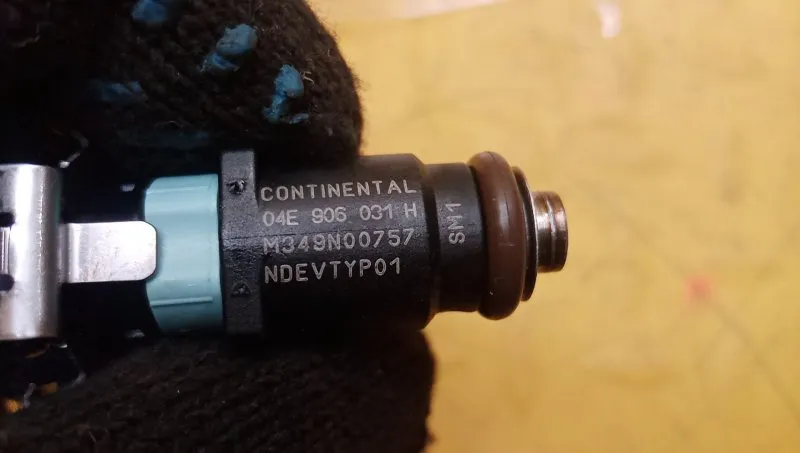 CONTINENTAL
04E 906 031 H
M349N00757
NDEVTYP01
SM1